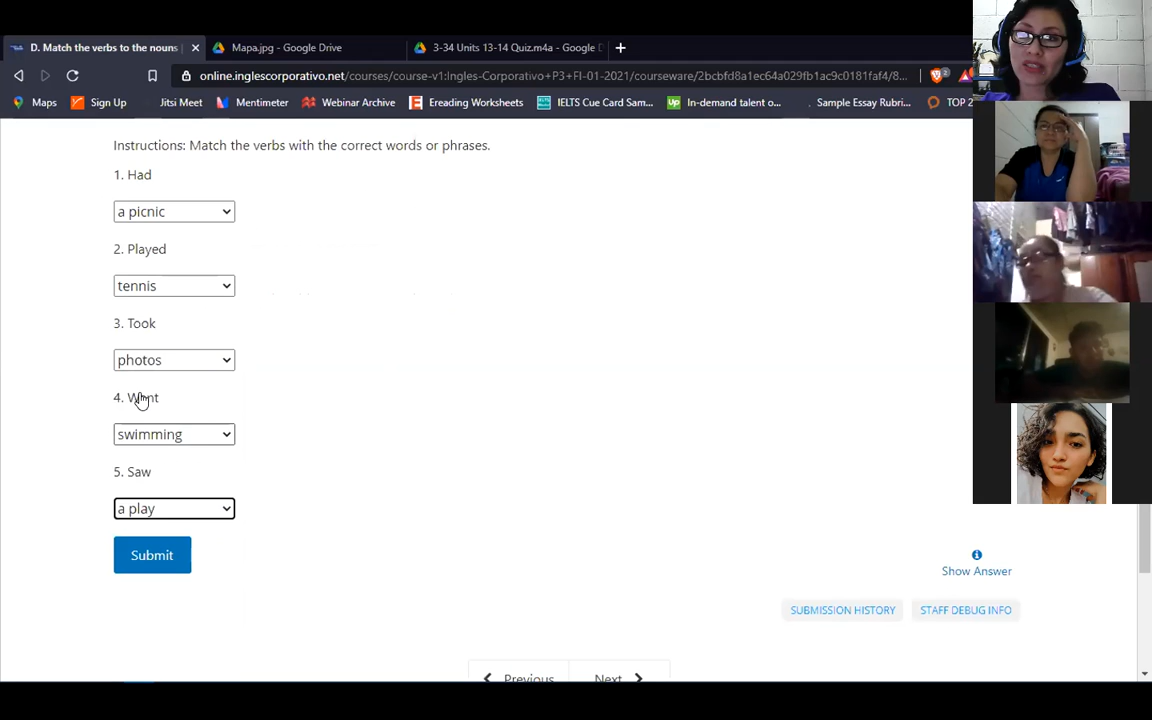 D. Match the verbs to the nouns
Mapa.jpg - Google Drive
3-34 Units 13-14 Quiz.m4a - Google D
online.inglescorporativo.net/courses/course-v1:Ingles-Corporativo+P3+FI-01-2021/courseware/2bcbfd8a1ec64a029fb1ac9c0181faf4/8...
2
Maps
Sign Up
Jitsi Meet
Mentimeter
Webinar Archive
Ereading Worksheets
IELTS Cue Card Sam...
In-demand talent o...
Sample Essay Rubri...
TOP 2
Instructions: Match the verbs with the correct words or phrases.
1. Had
a picnic
2. Played
tennis
3. Took
photos
4. Went
swimming
5. Saw
a play
Submit
Show Answer
SUBMISSION HISTORY
STAFF DEBUG INFO
Previous
Next